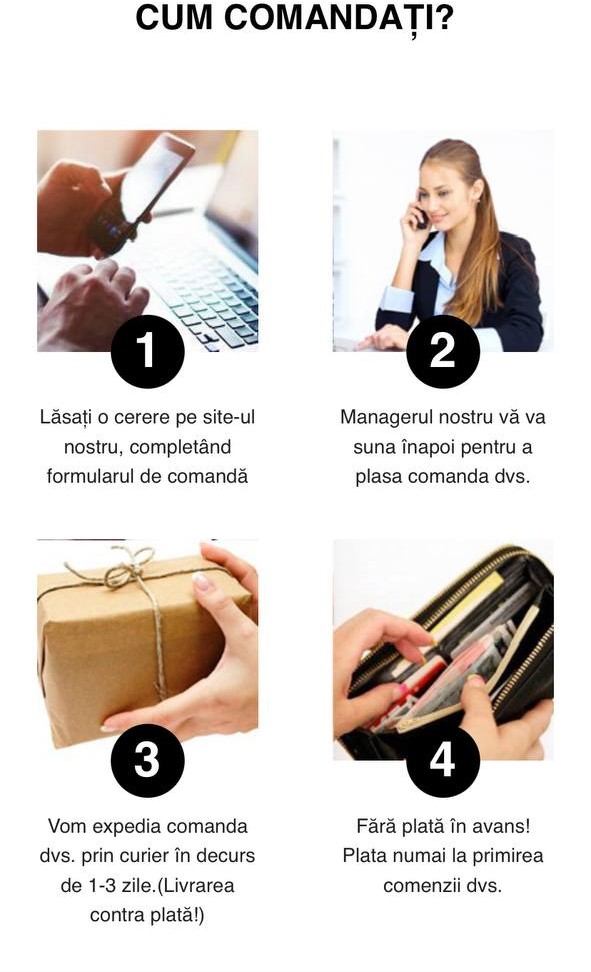 CUM COMANDAȚI?
1
Lăsați o cerere pe site-ul
nostru, completând
formularul de comandă
2
Managerul nostru vă va
suna înapoi pentru a
plasa comanda dvs.
3
Vom expedia comanda
dvs. prin curier în decurs
de 1-3 zile.(Livrarea
contra plată!)
4
Fără plată în avans!
Plata numai la primirea
comenzii dvs.